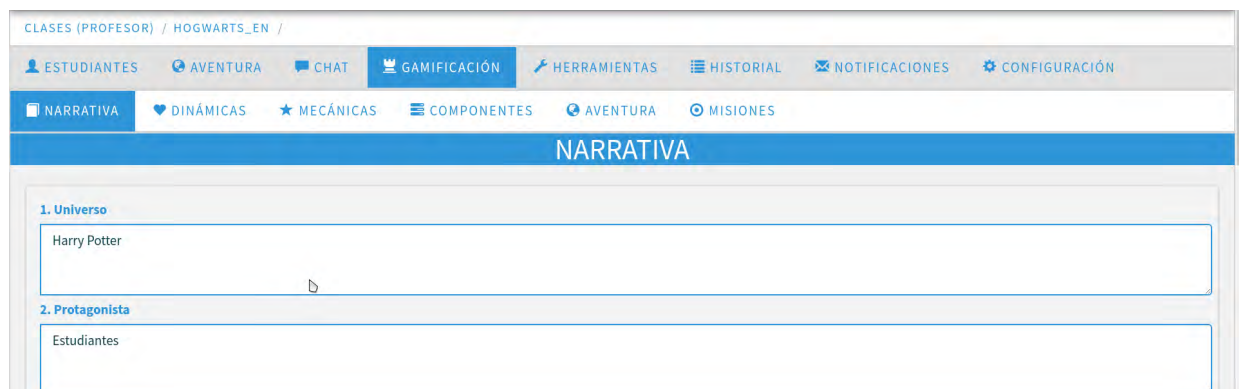 CLASES (PROFESOR) / HOGWARTS_EN /
ESTUDIANTES AVENTURA CHAT GAMIFICACIÓN HERRAMIENTAS HISTORIAL NOTIFICACIONES CONFIGURACIÓN
NARRATIVA DINÁMICAS MECÁNICAS COMPONENTES AVENTURA MISIONES
NARRATIVA
1. Universo
Harry Potter
2. Protagonista
Estudiantes